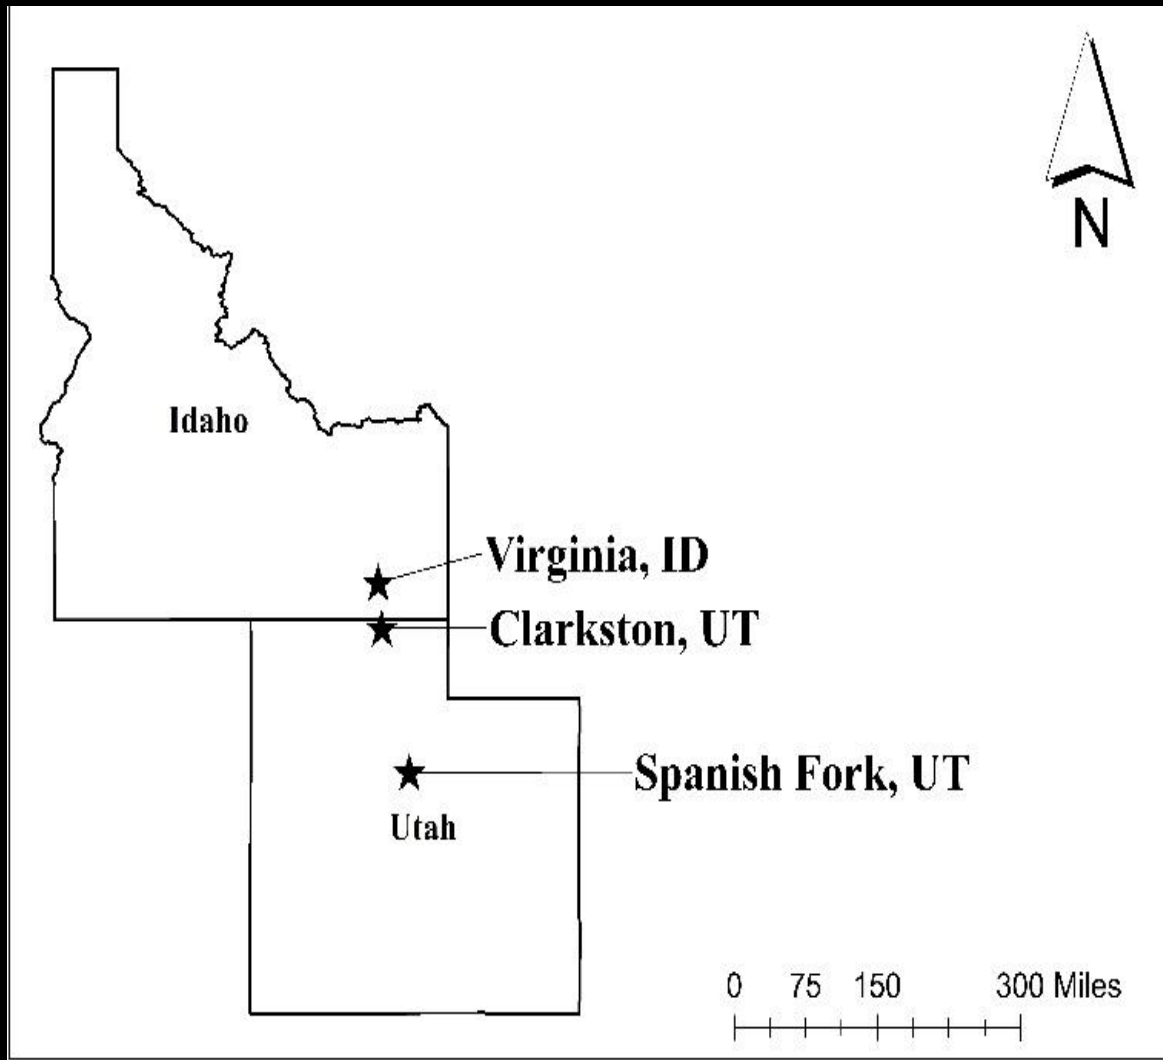 N
Idaho
Virginia, ID
Clarkston, UT
Spanish Fork, UT
Utah
0 75 150 300 Miles